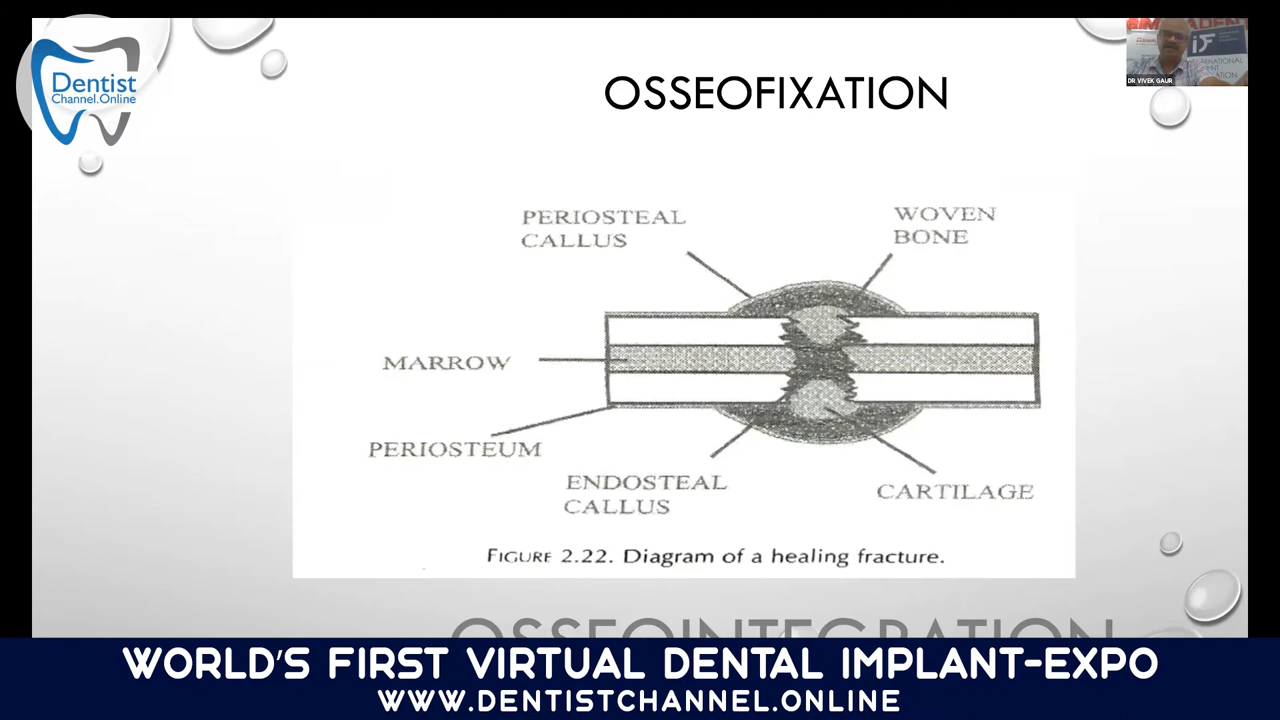 Dentist
Channel.Online
OSSEOFIXATION
DR VIVEK GAUR
PERIOSTEAL
CALLUS
WOVEN
BONE
MARROW
PERIOSTEUM
ENDOSTEAL
CALLUS
CARTILAGE
FIGURE 2.22. Diagram of a healing fracture.
OSSEOINTEGRATION
WORLD'S FIRST VIRTUAL DENTAL IMPLANT-EXPO
WWW.DENTISTCHANNEL.ONLINE